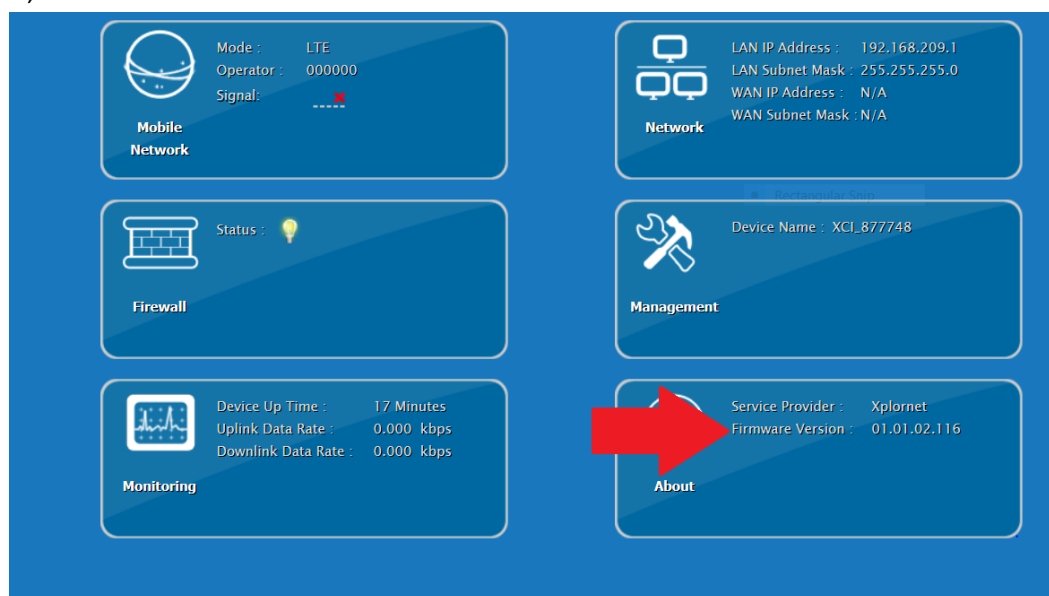 Mode : LTE
Operator : 000000
Signal:
Mobile
Network
LAN IP Address : 192.168.209.1
LAN Subnet Mask : 255.255.255.0
WAN IP Address : N/A
WAN Subnet Mask : N/A
Network
Rectangular Snip
Status :
Firewall
Device Name : XCI_877748
Management
Device Up Time : 17 Minutes
Uplink Data Rate : 0.000 kbps
Downlink Data Rate : 0.000 kbps
Monitoring
Service Provider : Xplornet
Firmware Version : 01.01.02.116
About